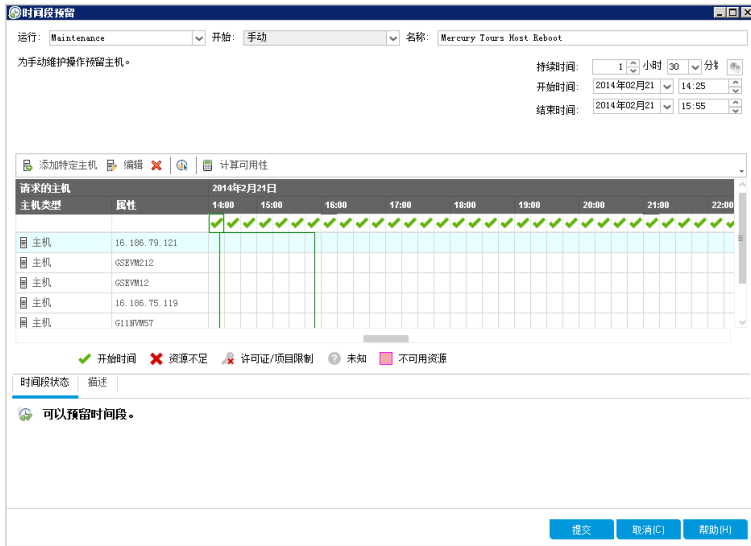 时间段预留
运行: Maintenance 开始: 手动 名称: Mercury Tours Host Reboot
为手动维护操作预留主机。
持续时间: 1 小时 30 分钟
开始时间: 2014年02月21 14:25
结束时间: 2014年02月21 15:55
添加特定主机 编辑 计算可用性
请求的主机 2014年2月21日
主机类型 属性 14:00 15:00 16:00 17:00 18:00 19:00 20:00 21:00 22:00
主机 16.186.79.121
主机 GSEVM212
主机 GSEVM12
主机 16.186.75.119
主机 G11NVM57
开始时间 资源不足 许可证/项目限制 未知 不可用资源
时间段状态 描述
可以预留时间段。
提交 取消(C) 帮助(H)